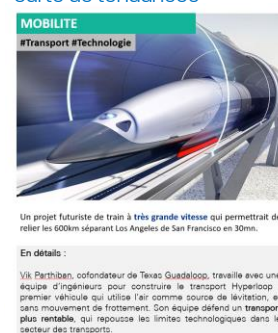 MOBILITE
#Transport #Technologie
Un projet futuriste de train à très grande vitesse qui permettrait de
relier les 600km séparant Los Angeles de San Francisco en 30mn.
En détails :
Vik Parthiban, cofondateur de Texas Guadaloop, travaille avec une
équipe d'ingénieurs pour construire le transport Hyperloop
premier véhicule qui utilise l'air comme source de lévitation, e
sans mouvement de frottement. Son équipe défend un transpor
plus rentable, qui repousse les limites technologiques dans le
secteur des transports.